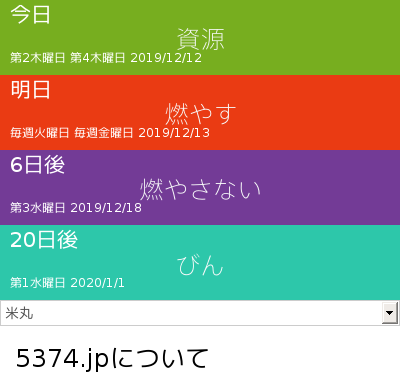 今日
資源
第2木曜日 第4木曜日 2019/12/12
明日
燃やす
毎週火曜日 毎週金曜日 2019/12/13
6日後
燃やさない
第3水曜日 2019/12/18
20日後
びん
第1水曜日 2020/1/1
米丸
5374.jpについて